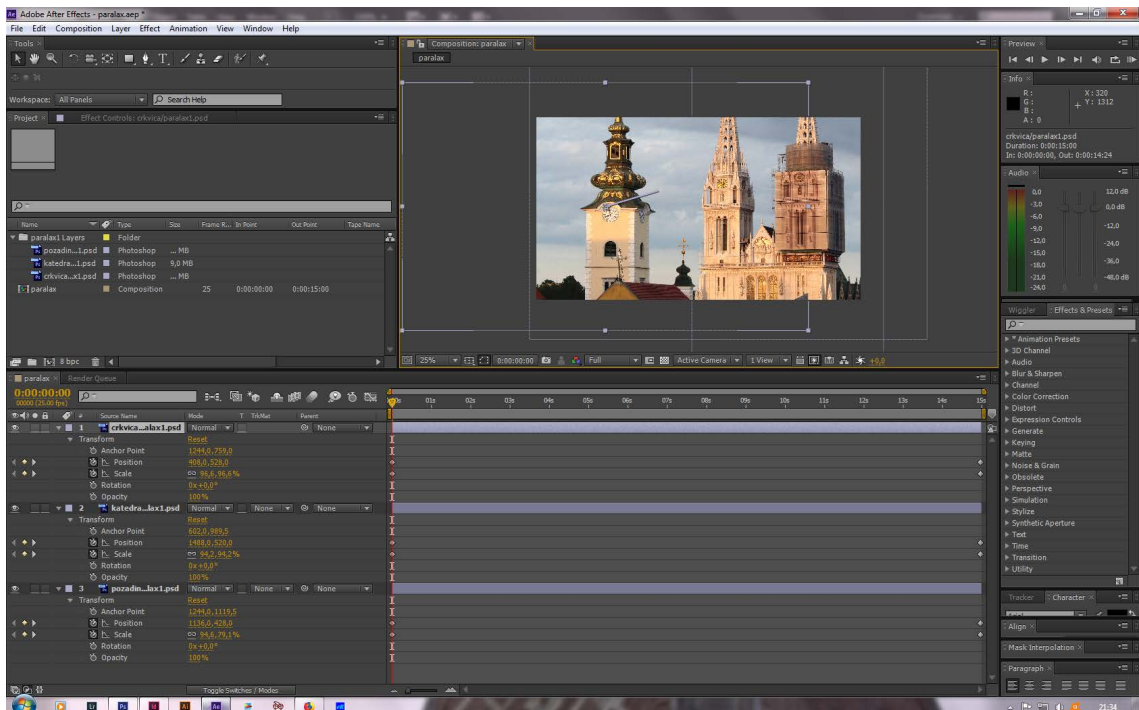 Adobe After Effects - paralax.aep *
File Edit Composition Layer Effect Animation View Window Help
Tools
Workspace: All Panels Search Help
Project Effect Controls: crkvica/paralax1.psd
Name Type Size Frame R... In Point Out Point Tape Name
paralax1 Layers Folder
pozadin...1.psd Photoshop ... MB
katedra...1.psd Photoshop 9,0 MB
crkvica...x1.psd Photoshop ... MB
paralax Composition 25 0:00:00:00 0:00:15:00
8 bpc
Composition: paralax
paralax
25% 0:00:00:00 Full Active Camera 1 View +0,0
Preview
Info
R: X: 320
G: Y: 1312
B:
A: 0
crkvica/paralax1.psd
Duration: 0:00:15:00
In: 0:00:00:00, Out: 0:00:14:24
Audio
0,0 12,0 dB
-3,0 0,0 dB
-6,0
-9,0 -12,0
-12,0 -24,0
-15,0
-18,0 -36,0
-21,0 -48,0 dB
-24,0 0 0
Wiggler Effects & Presets
* Animation Presets
3D Channel
Audio
Blur & Sharpen
Channel
Color Correction
Distort
Expression Controls
Generate
Keying
Matte
Noise & Grain
Obsolete
Perspective
Simulation
Stylize
Synthetic Aperture
Text
Time
Transition
Utility
Tracker Character
Align
Mask Interpolation
Paragraph
paralax Render Queue
0:00:00:00
00000 (25.00 fps)
# Source Name Mode T TrkMat Parent
01s 02s 03s 04s 05s 06s 07s 08s 09s 10s 11s 12s 13s 14s 15s
1 crkvica...alax1.psd Normal None
Transform Reset
Anchor Point 1244,0,759,0
Position 408,0,528,0
Scale 96,6,96,6%
Rotation 0x+0,0°
Opacity 100%
2 katedra...lax1.psd Normal None None
Transform Reset
Anchor Point 602,0,989,5
Position 1488,0,520,0
Scale 94,2,94,2%
Rotation 0x+0,0°
Opacity 100%
3 pozadin...lax1.psd Normal None None
Transform Reset
Anchor Point 1244,0,1119,5
Position 1136,0,428,0
Scale 94,6,79,1%
Rotation 0x+0,0°
Opacity 100%
Toggle Switches / Modes
Lr Ps Id Ai Ae
21:34